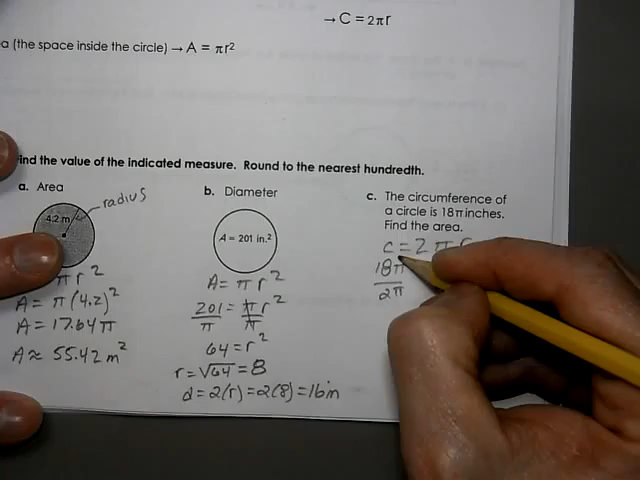 → C = 2πr
a (the space inside the circle) → A = πr²
ind the value of the indicated measure. Round to the nearest hundredth.
a. Area
radius
4.2 m
πr²
A = π(4.2)²
A = 17.64π
A ≈ 55.42 m²
b. Diameter
A = 201 in.²
A = πr²
201 = πr²
π π
64 = r²
r = √64 = 8
d = 2(r) = 2(8) = 16in
c. The circumference of
a circle is 18π inches.
Find the area.
C = 2πr
18π
2π